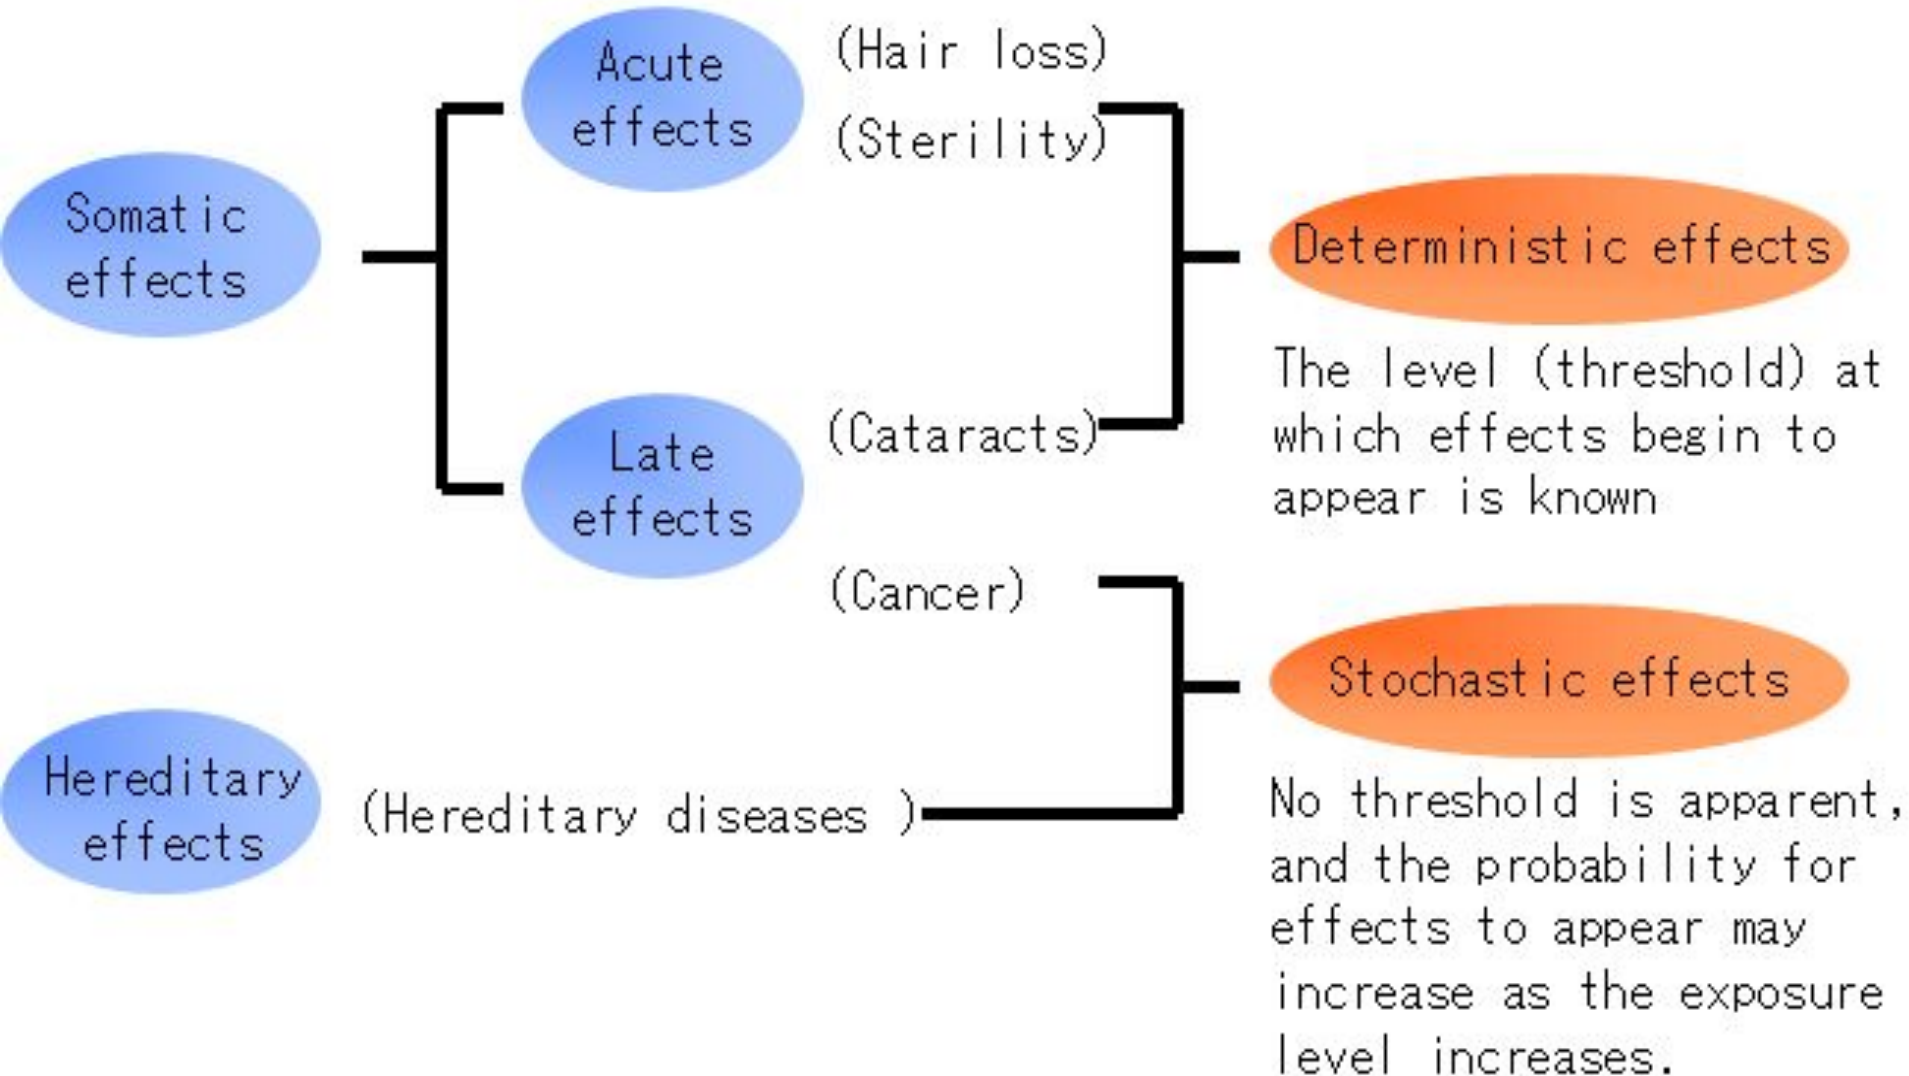 Somatic
effects
Acute
effects
(Hair loss)
(Sterility)
Late
effects
(Cataracts)
(Cancer)
Hereditary
effects
(Hereditary diseases )
Deterministic effects
The level (threshold) at
which effects begin to
appear is known
Stochastic effects
No threshold is apparent,
and the probability for
effects to appear may
increase as the exposure
level increases.